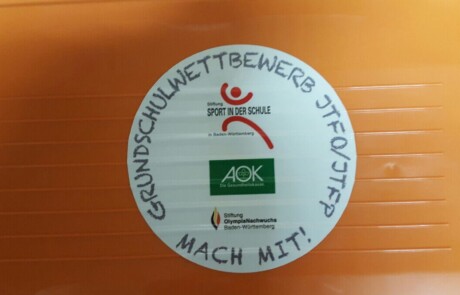 GRUNDSCHULWETTBEWERB JTFO/JTFP
Stiftung
SPORT IN DER SCHULE
in Baden-Württemberg
AOK
Die Gesundheitskasse
Stiftung
OlympiaNachwuchs
Baden-Württemberg
MACH MIT!